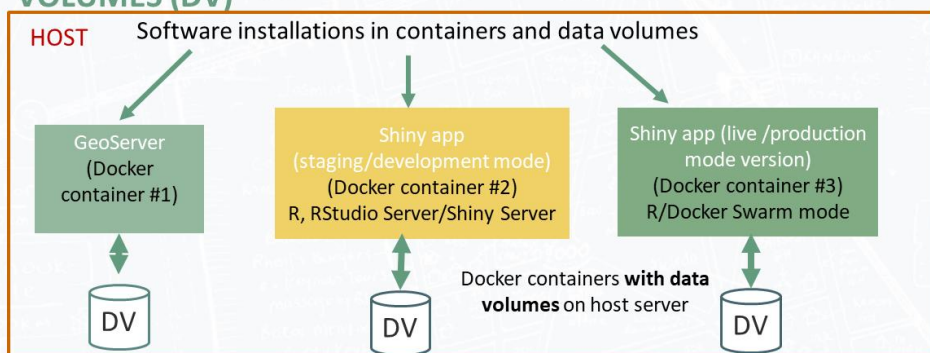 VOLUMES (DV)
HOST
Software installations in containers and data volumes
GeoServer
(Docker
container #1)
Shiny app
(staging/development mode)
(Docker container #2)
R, RStudio Server/Shiny Server
Shiny app (live /production
mode version)
(Docker container #3)
R/Docker Swarm mode
Docker containers with data
volumes on host server
DV
DV
DV